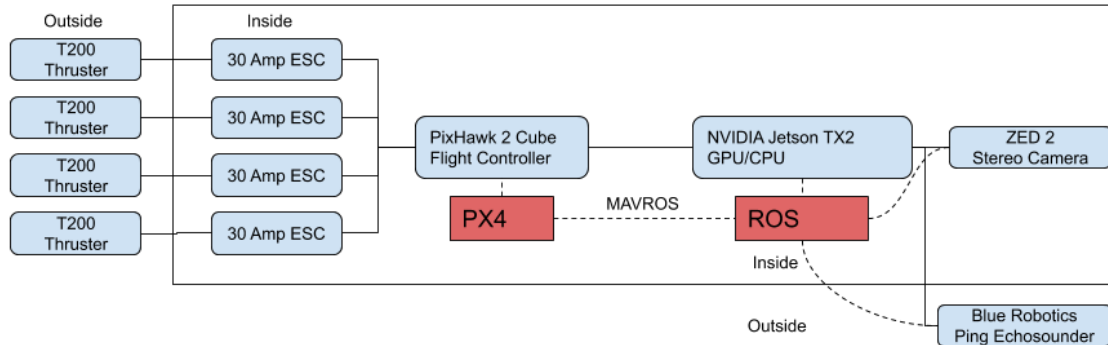 Outside
Inside
T200
Thruster
30 Amp ESC
T200
Thruster
30 Amp ESC
PixHawk 2 Cube
Flight Controller
NVIDIA Jetson TX2
GPU/CPU
ZED 2
Stereo Camera
T200
Thruster
30 Amp ESC
PX4
MAVROS
ROS
T200
Thruster
30 Amp ESC
Inside
Outside
Blue Robotics
Ping Echosounder